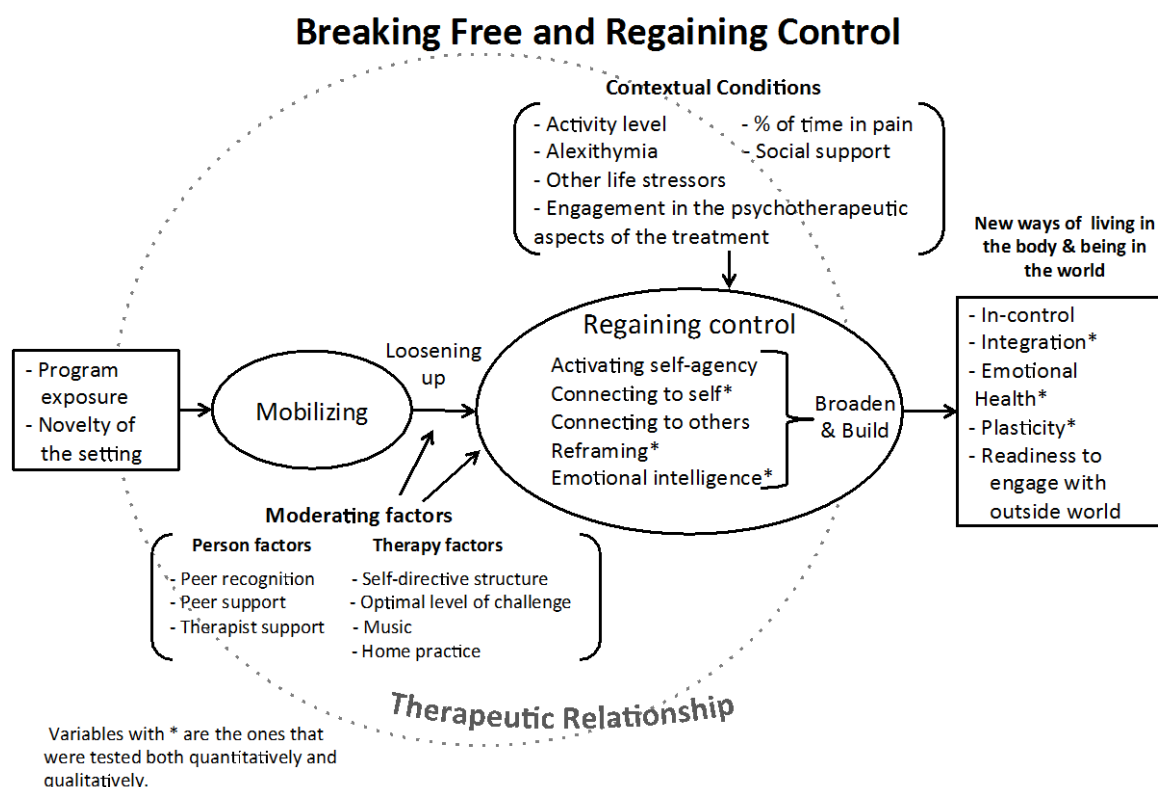 Breaking Free and Regaining Control
Contextual Conditions
- Activity level
- % of time in pain
- Alexithymia
- Social support
- Other life stressors
- Engagement in the psychotherapeutic
aspects of the treatment
New ways of living in
the body & being in
the world
- Program
exposure
- Novelty of
the setting
Mobilizing
Loosening
up
Regaining control
Activating self-agency
Connecting to self*
Connecting to others
Reframing*
Emotional intelligence*
Broaden
& Build
- In-control
- Integration*
- Emotional
Health*
- Plasticity*
- Readiness to
engage with
outside world
Moderating factors
Person factors
- Peer recognition
- Peer support
- Therapist support
Therapy factors
- Self-directive structure
- Optimal level of challenge
- Music
- Home practice
Therapeutic Relationship
Variables with * are the ones that
were tested both quantitatively and
qualitatively.